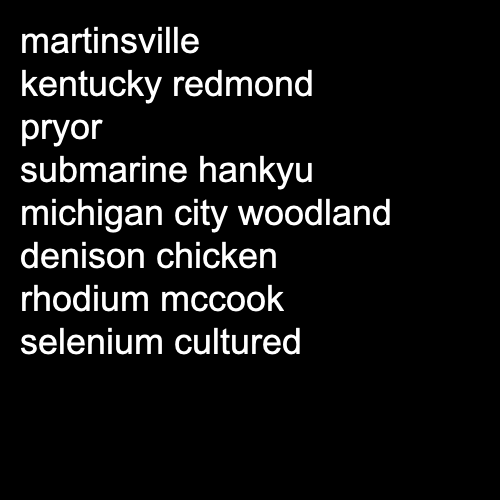 martinsville
kentucky redmond
pryor
submarine hankyu
michigan city woodland
denison chicken
rhodium mccook
selenium cultured